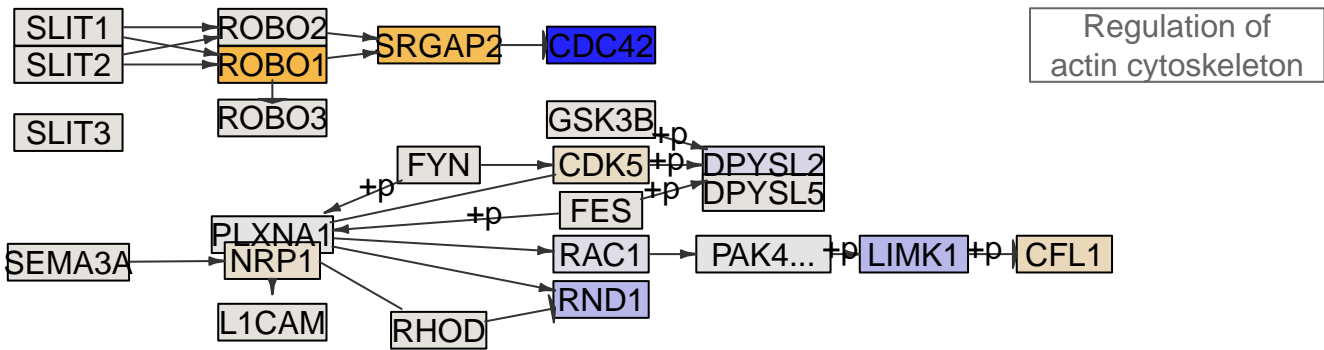 SLIT1
ROBO2
Regulation of
actin cytoskeleton
SLIT2
ROBO1
SRGAP2
CDC42
SLIT3
ROBO3
GSK3B
+p
FYN
CDK5
+p
DPYSL2
+p
FES
+p
DPYSL5
+p
PLXNA1
SEMA3A
NRP1
RAC1
PAK4...
+p
LIMK1
+p
CFL1
RND1
L1CAM
RHOD